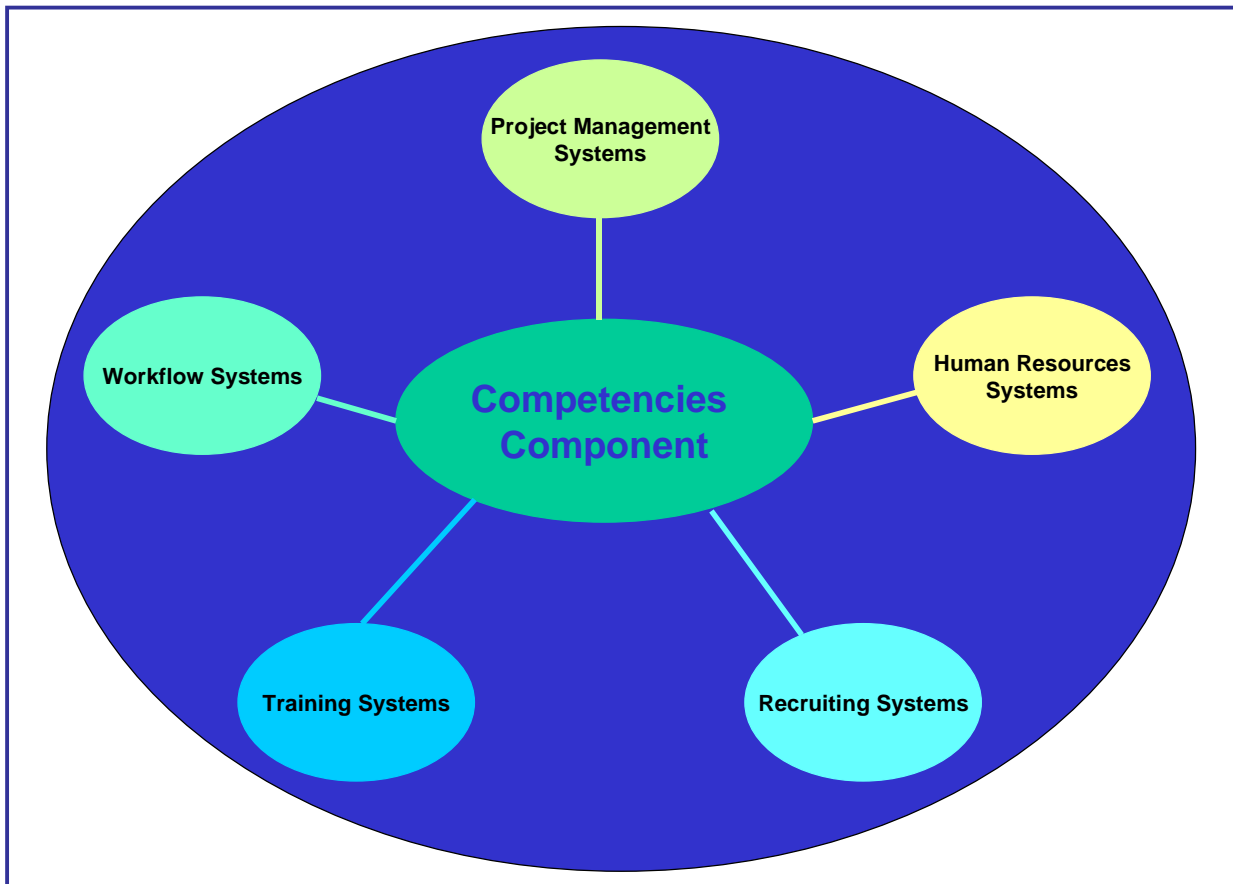 Project Management
Systems
Workflow Systems
Human Resources
Systems
Competencies
Component
Training Systems
Recruiting Systems